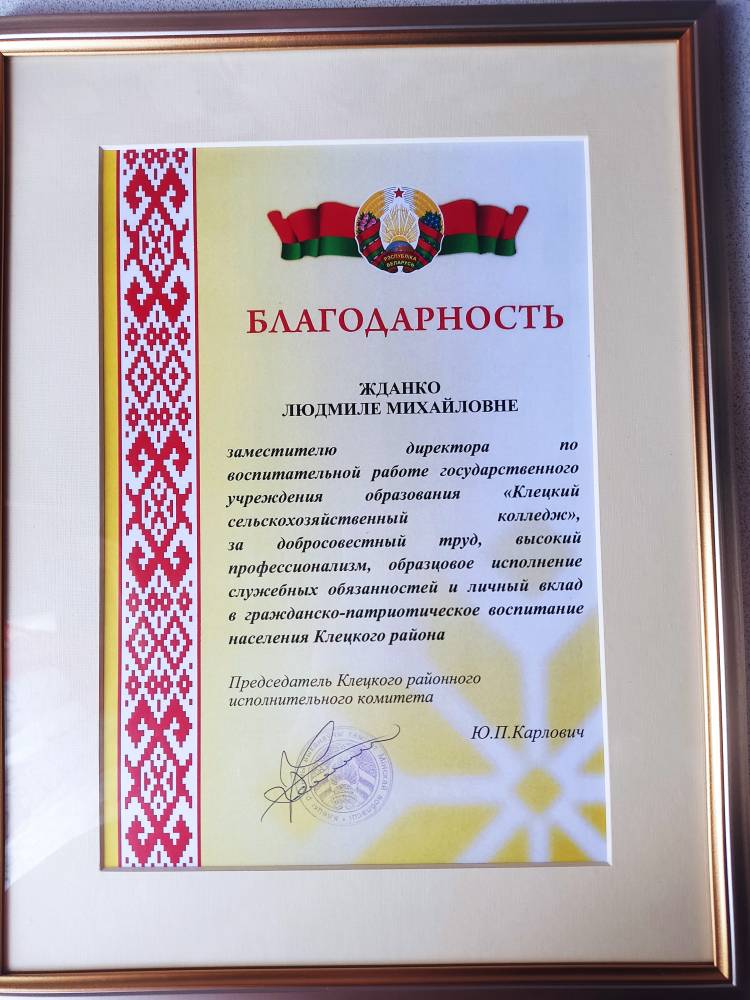 РЭСПУБЛІКА
БЕЛАРУСЬ
БЛАГОДАРНОСТЬ
ЖДАНКО
ЛЮДМИЛЕ МИХАЙЛОВНЕ
заместителю директора по
воспитательной работе государственного
учреждения образования «Клецкий
сельскохозяйственный колледж»,
за добросовестный труд, высокий
профессионализм, образцовое исполнение
служебных обязанностей и личный вклад
в гражданско-патриотическое воспитание
населения Клецкого района
Председатель Клецкого районного
исполнительного комитета
Ю.П.Карлович